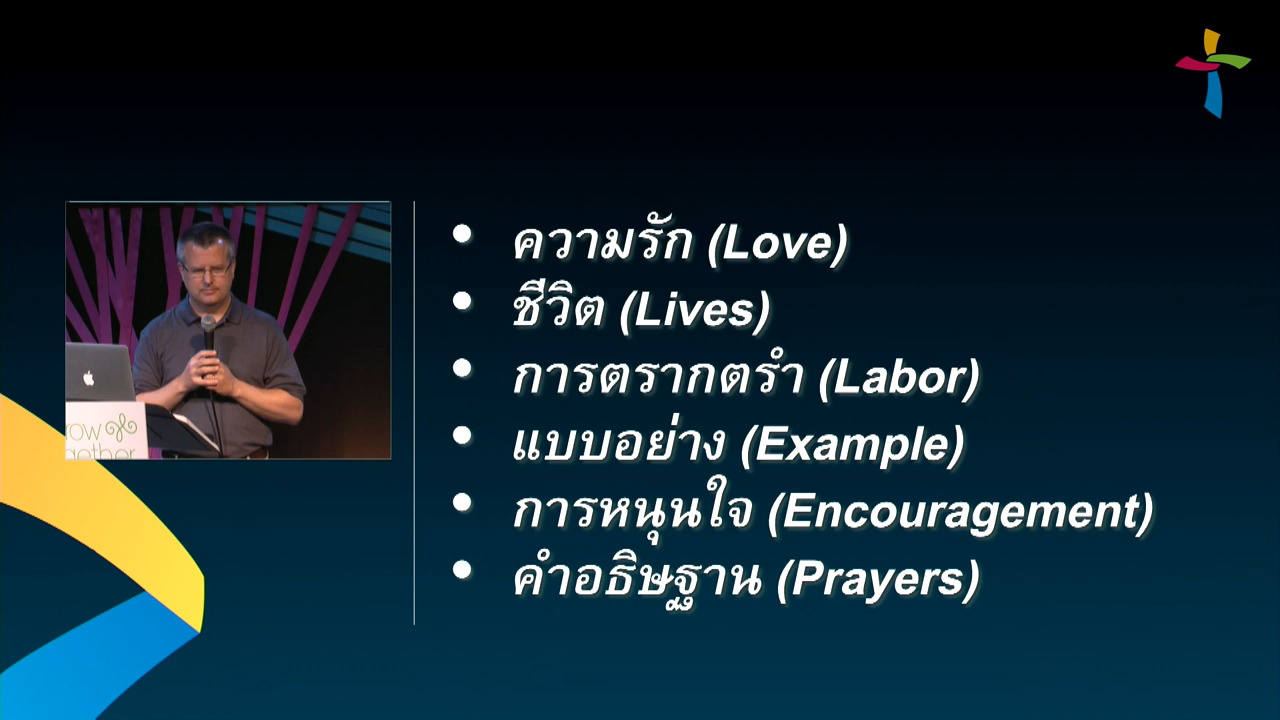 • ความรัก (Love)
• ชีวิต (Lives)
• การตรากตรำ (Labor)
• แบบอย่าง (Example)
• การหนุนใจ (Encouragement)
• คำอธิษฐาน (Prayers)
row
gether